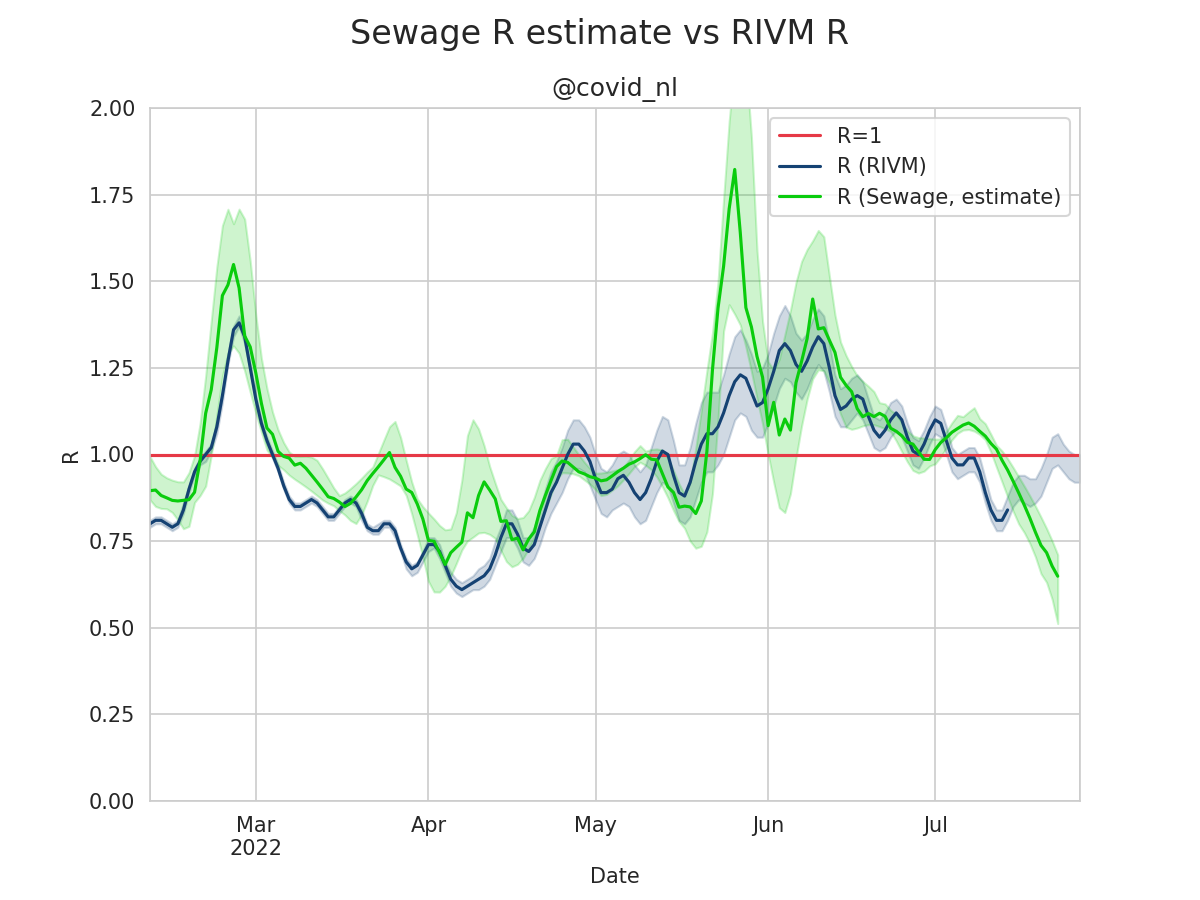 Sewage R estimate vs RIVM R
@covid_nl
2.00
1.75
1.50
1.25
1.00
0.75
0.50
0.25
0.00
R
R=1
R (RIVM)
R (Sewage, estimate)
Mar Apr May Jun Jul
2022
Date